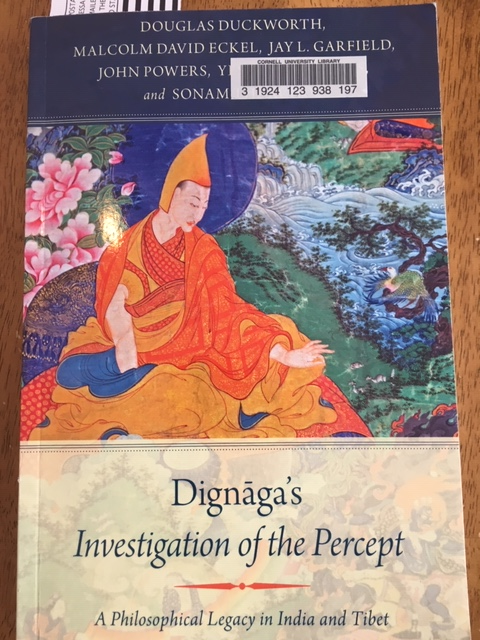 DOUGLAS DUCKWORTH,
MALCOLM DAVID ECKEL, JAY L. GARFIELD,
JOHN POWERS,
and SONAM
CORNELL UNIVERSITY LIBRARY
3 1924 123 938 197
Dignāga's
Investigation of the Percept
A Philosophical Legacy in India and Tibet